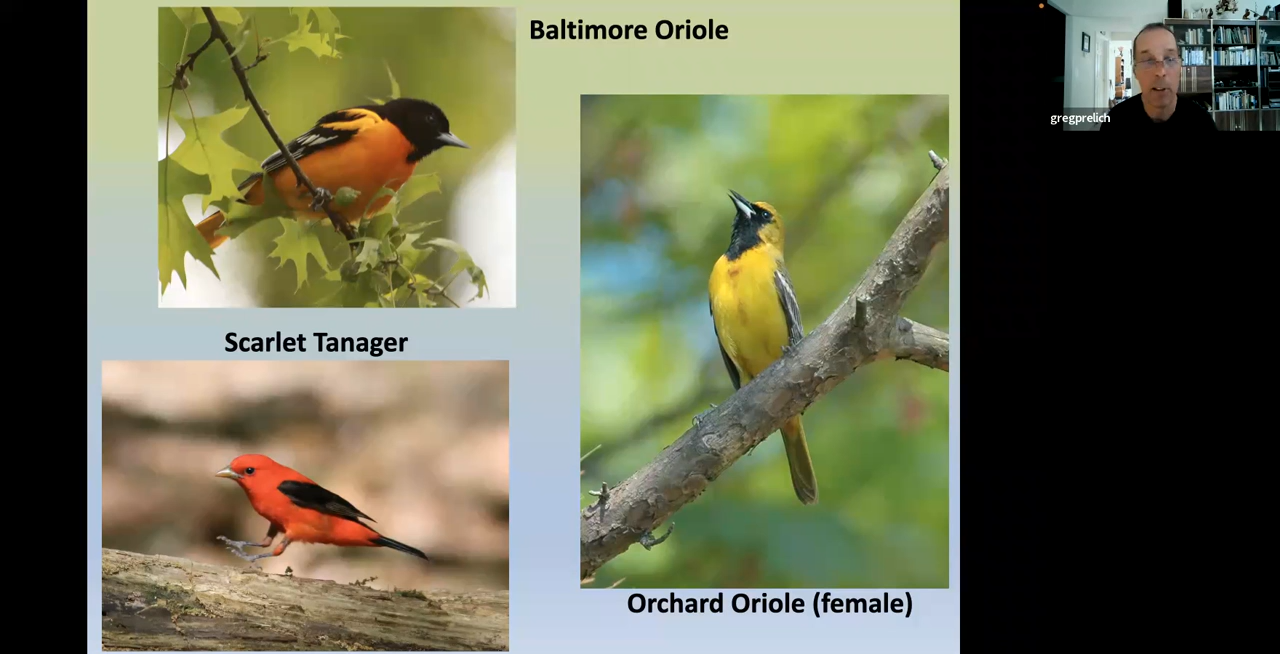 Baltimore Oriole
gregprelich
Scarlet Tanager
Orchard Oriole (female)